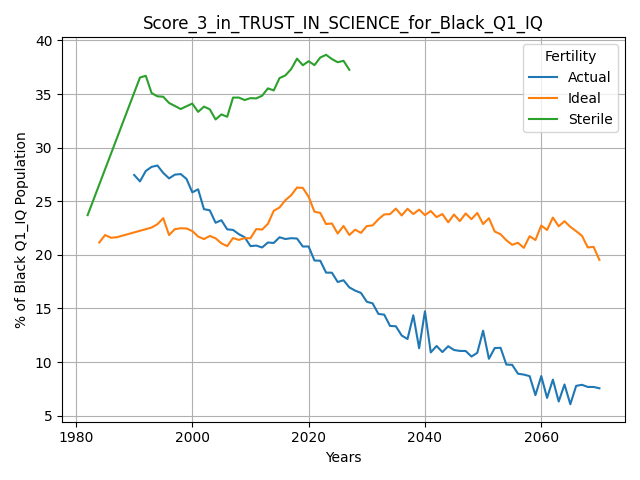 Score_3_in_TRUST_IN_SCIENCE_for_Black_Q1_IQ
% of Black Q1_IQ Population
40
35
30
25
20
15
10
5
Fertility
Actual
Ideal
Sterile
1980
2000
2020
2040
2060
Years